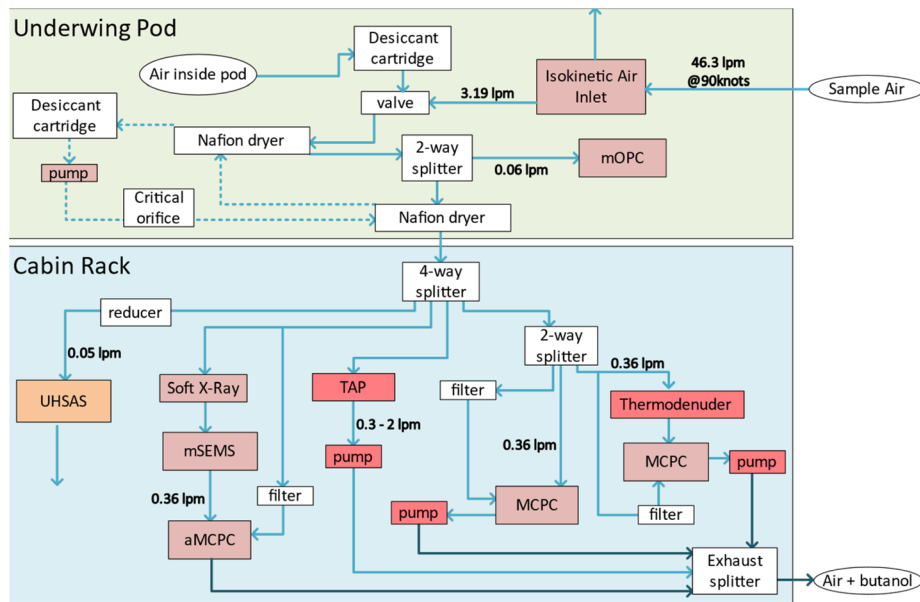 Underwing Pod
Desiccant
cartridge
Air inside pod
Isokinetic Air
Inlet
46.3 lpm
@90knots
Sample Air
3.19 lpm
valve
Desiccant
cartridge
Nafion dryer
2-way
splitter
0.06 lpm
mOPC
pump
Critical
orifice
Nafion dryer
Cabin Rack
4-way
splitter
reducer
2-way
splitter
0.05 lpm
0.36 lpm
UHSAS
Soft X-Ray
TAP
filter
Thermodenuder
0.3 - 2 lpm
mSEMS
pump
0.36 lpm
MCPC
pump
0.36 lpm
filter
pump
MCPC
filter
aMCPC
Exhaust
splitter
Air + butanol